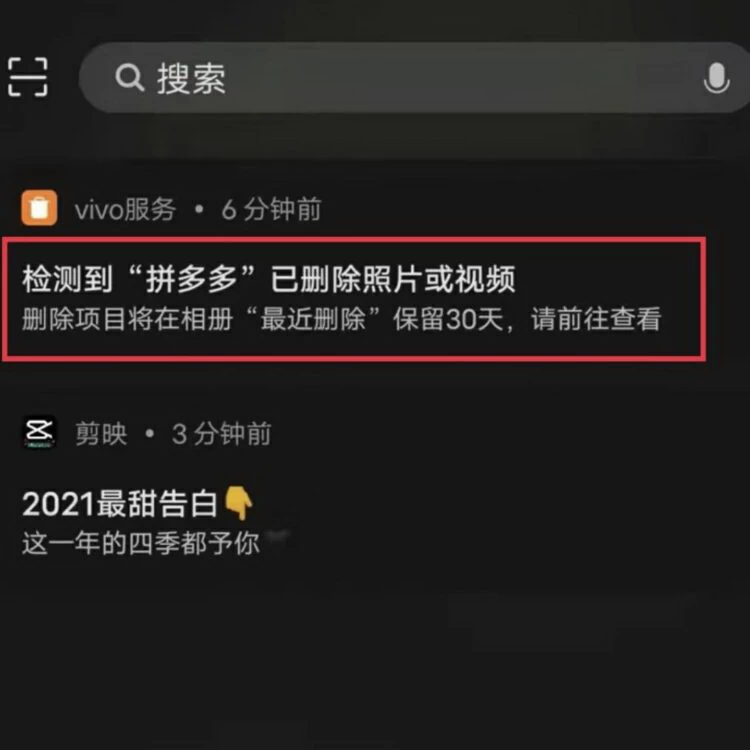 搜索
vivo服务 • 6 分钟前
检测到“拼多多”已删除照片或视频
删除项目将在相册“最近删除”保留30天，请前往查看
剪映 • 3 分钟前
2021最甜告白👇
这一年的四季都予你🖤